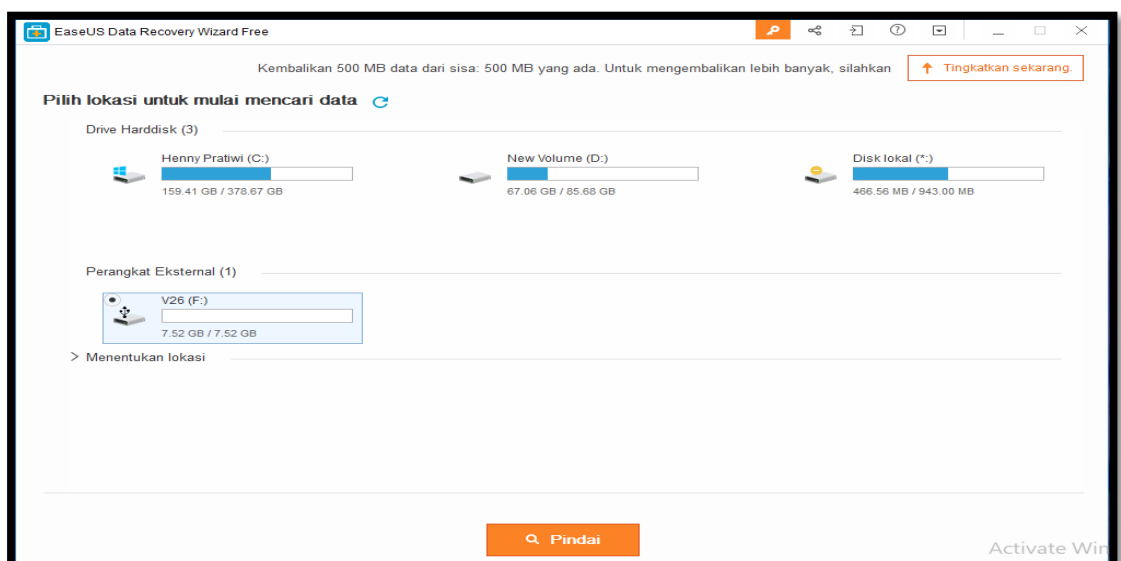 EaseUS Data Recovery Wizard Free
Kembalikan 500 MB data dari sisa: 500 MB yang ada. Untuk mengembalikan lebih banyak, silahkan
Tingkatkan sekarang.
Pilih lokasi untuk mulai mencari data
Drive Harddisk (3)
Henny Pratiwi (C:)
159.41 GB / 378.67 GB
New Volume (D:)
67.06 GB / 85.68 GB
Disk lokal (*:)
466.56 MB / 943.00 MB
Perangkat Eksternal (1)
V26 (F:)
7.52 GB / 7.52 GB
Menentukan lokasi
Pindai
Activate Win